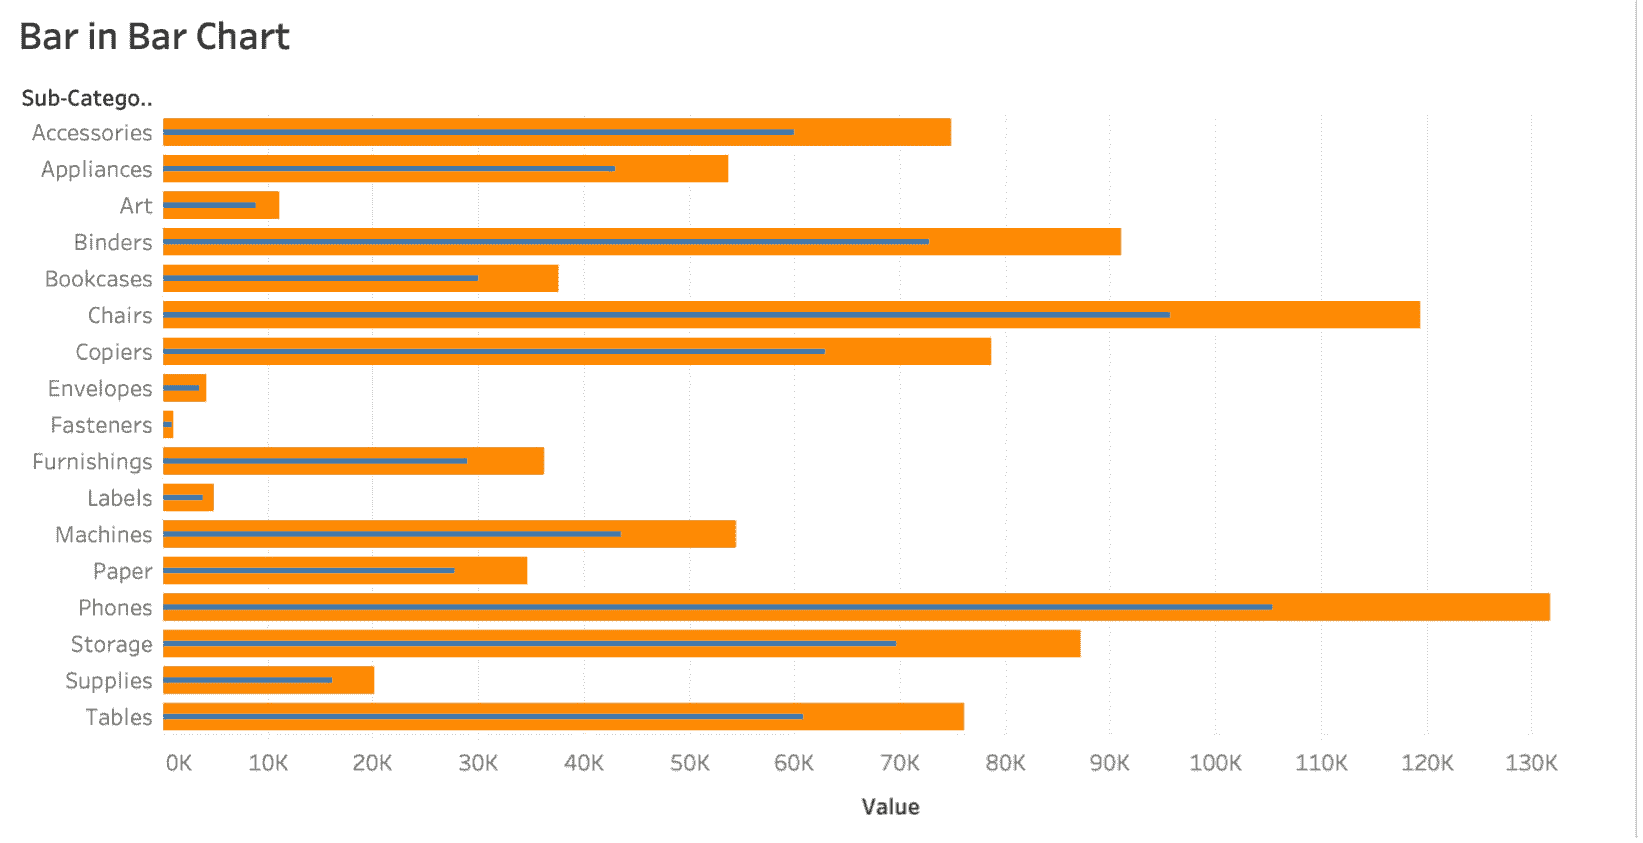 Bar in Bar Chart
Sub-Catego..
Accessories
Appliances
Art
Binders
Bookcases
Chairs
Copiers
Envelopes
Fasteners
Furnishings
Labels
Machines
Paper
Phones
Storage
Supplies
Tables
0K 10K 20K 30K 40K 50K 60K 70K 80K 90K 100K 110K 120K 130K
Value